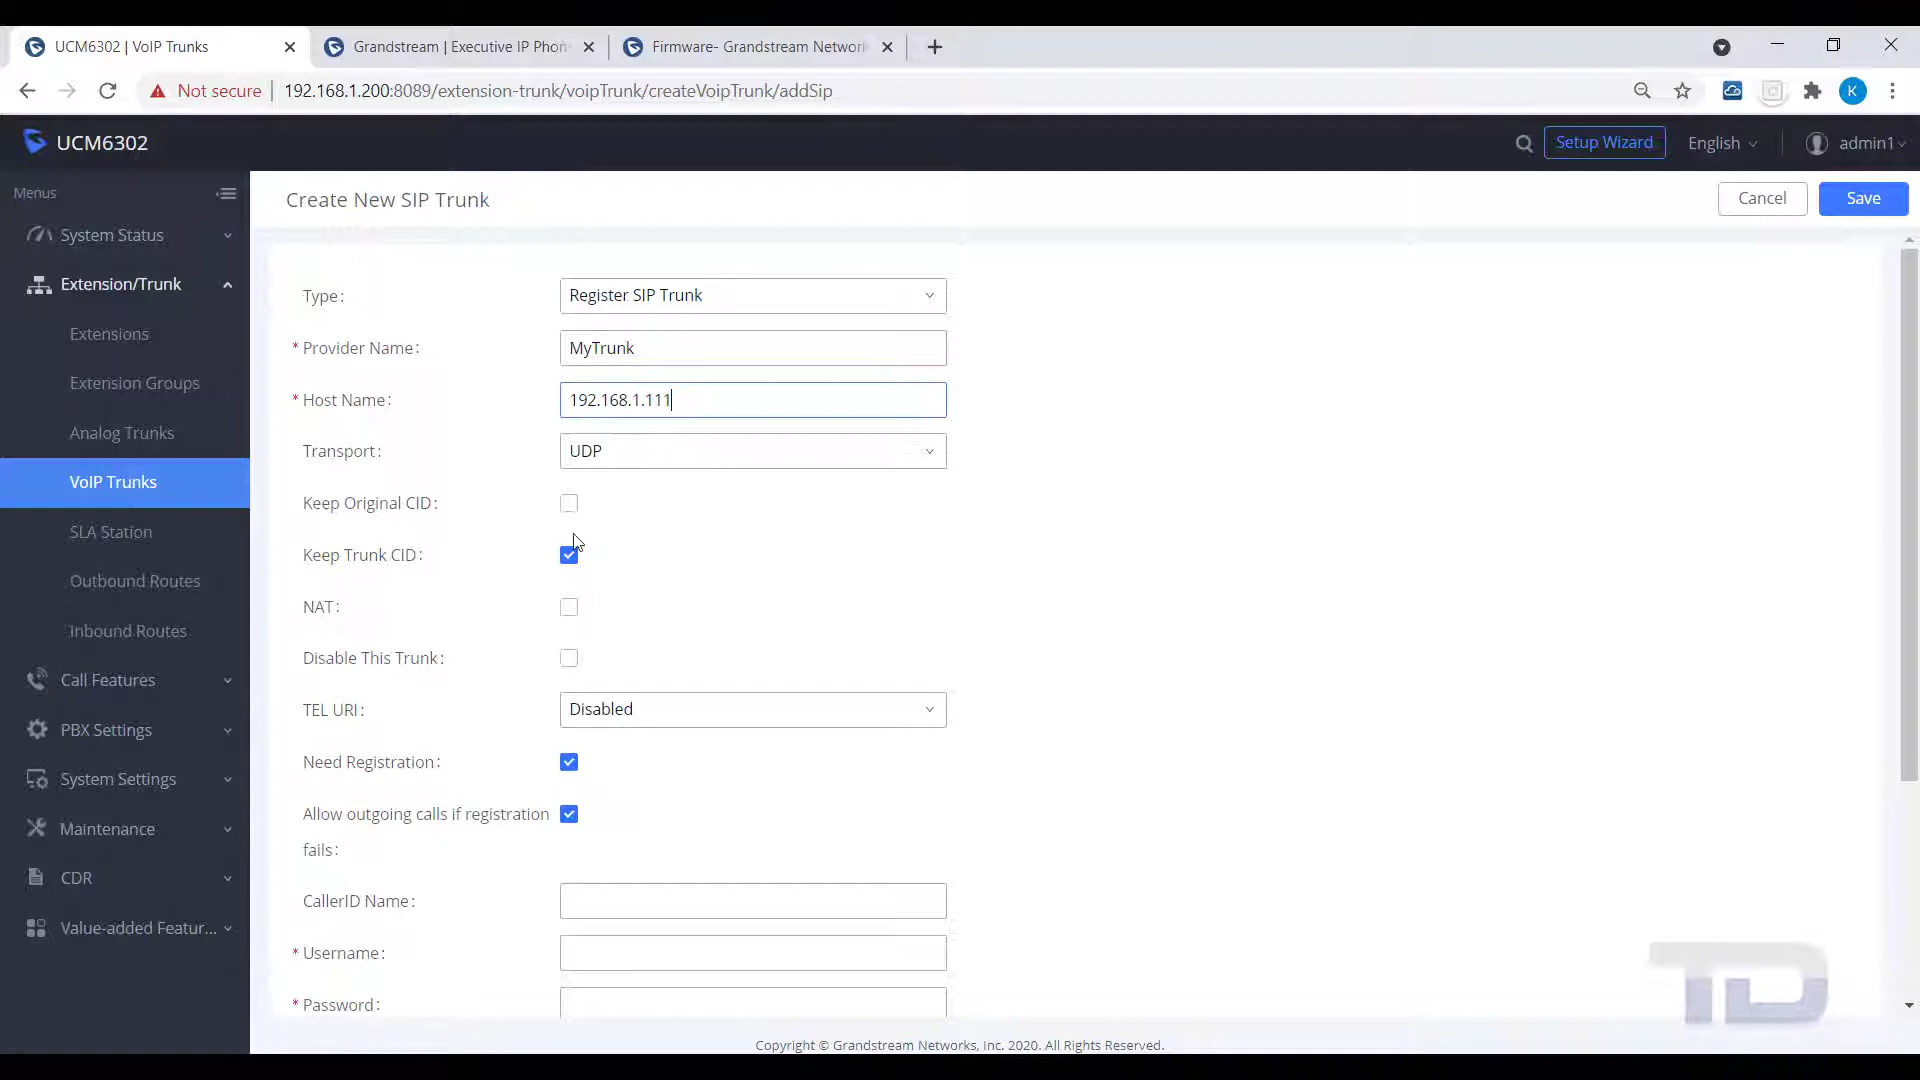 UCM6302 | VoIP Trunks
Grandstream | Executive IP Phon
Firmware- Grandstream Networ
Not secure
192.168.1.200:8089/extension-trunk/voipTrunk/createVoipTrunk/addSip
K
UCM6302
Setup Wizard
English
admin1
Menus
Create New SIP Trunk
Cancel
Save
System Status
Extension/Trunk
Extensions
Extension Groups
Analog Trunks
VoIP Trunks
SLA Station
Outbound Routes
Inbound Routes
Call Features
PBX Settings
System Settings
Maintenance
CDR
Value-added Featur...
Type:
Register SIP Trunk
* Provider Name:
MyTrunk
* Host Name:
192.168.1.111
Transport:
UDP
Keep Original CID:
Keep Trunk CID:
NAT:
Disable This Trunk:
TEL URI:
Disabled
Need Registration:
Allow outgoing calls if registration
fails:
CallerID Name:
* Username:
* Password:
TD
Copyright © Grandstream Networks, Inc. 2020. All Rights Reserved.